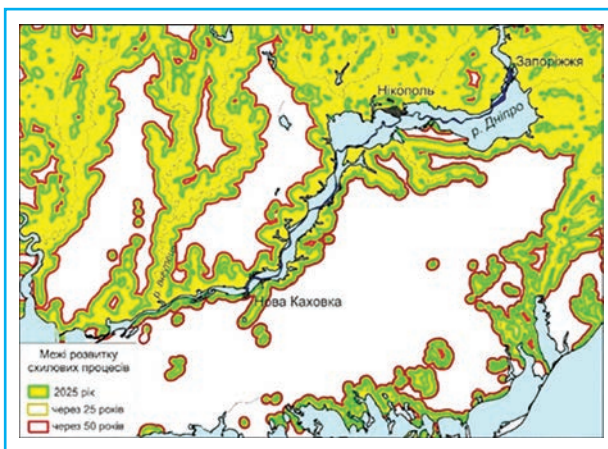 Запоріжжя
Нікополь
р. Дніпро
Нова Каховка
Межі розвитку
схилових процесів
2025 рік
через 25 років
через 50 років